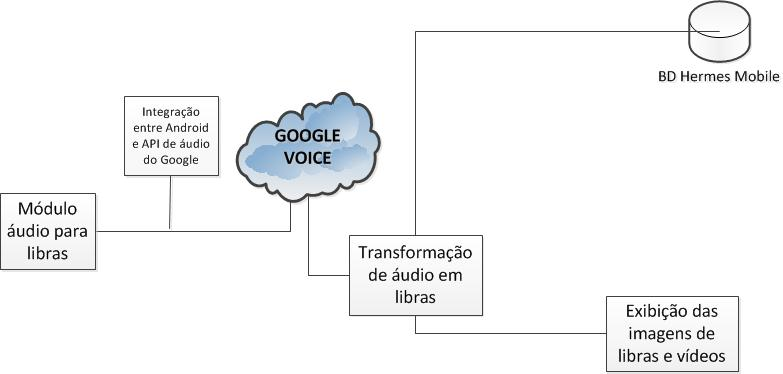 BD Hermes Mobile
Integração
entre Android
e API de áudio
do Google
GOOGLE
VOICE
Módulo
áudio para
libras
Transformação
de áudio em
libras
Exibição das
imagens de
libras e vídeos